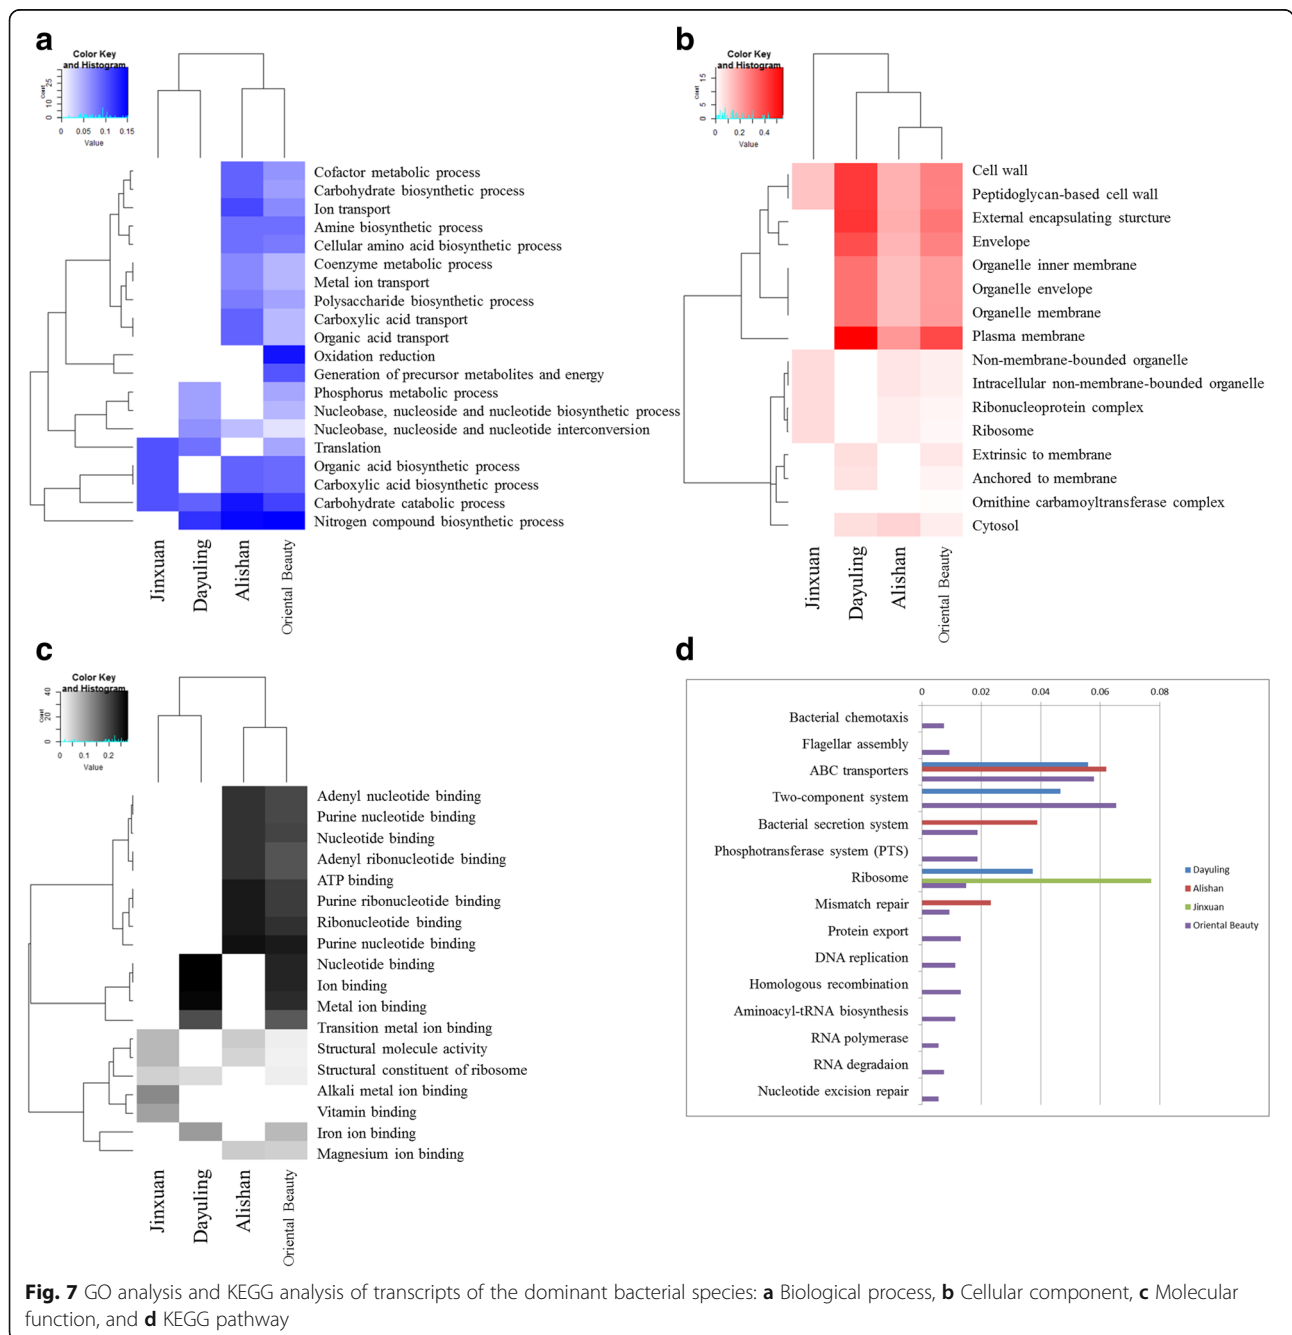 a
Color Key
and Histogram
Count
0 10 25
0 0.05 0.1 0.15
Value
Cofactor metabolic process
Carbohydrate biosynthetic process
Ion transport
Amine biosynthetic process
Cellular amino acid biosynthetic process
Coenzyme metabolic process
Metal ion transport
Polysaccharide biosynthetic process
Carboxylic acid transport
Organic acid transport
Oxidation reduction
Generation of precursor metabolites and energy
Phosphorus metabolic process
Nucleobase, nucleoside and nucleotide biosynthetic process
Nucleobase, nucleoside and nucleotide interconversion
Translation
Organic acid biosynthetic process
Carboxylic acid biosynthetic process
Carbohydrate catabolic process
Nitrogen compound biosynthetic process
Jinxuan
Dayuling
Alishan
Oriental Beauty
b
Color Key
and Histogram
Count
0 5 15
0 0.2 0.4
Value
Cell wall
Peptidoglycan-based cell wall
External encapsulating sturcture
Envelope
Organelle inner membrane
Organelle envelope
Organelle membrane
Plasma membrane
Non-membrane-bounded organelle
Intracellular non-membrane-bounded organelle
Ribonucleoprotein complex
Ribosome
Extrinsic to membrane
Anchored to membrane
Ornithine carbamoyltransferase complex
Cytosol
Jinxuan
Dayuling
Alishan
Oriental Beauty
c
Color Key
and Histogram
Count
0 20 40
0 0.1 0.2
Value
Adenyl nucleotide binding
Purine nucleotide binding
Nucleotide binding
Adenyl ribonucleotide binding
ATP binding
Purine ribonucleotide binding
Ribonucleotide binding
Purine nucleotide binding
Nucleotide binding
Ion binding
Metal ion binding
Transition metal ion binding
Structural molecule activity
Structural constituent of ribosome
Alkali metal ion binding
Vitamin binding
Iron ion binding
Magnesium ion binding
Jinxuan
Dayuling
Alishan
Oriental Beauty
d
0 0.02 0.04 0.06 0.08
Bacterial chemotaxis
Flagellar assembly
ABC transporters
Two-component system
Bacterial secretion system
Phosphotransferase system (PTS)
Ribosome
Mismatch repair
Protein export
DNA replication
Homologous recombination
Aminoacyl-tRNA biosynthesis
RNA polymerase
RNA degradaion
Nucleotide excision repair
Dayuling
Alishan
Jinxuan
Oriental Beauty
Fig. 7 GO analysis and KEGG analysis of transcripts of the dominant bacterial species: a Biological process, b Cellular component, c Molecular
function, and d KEGG pathway